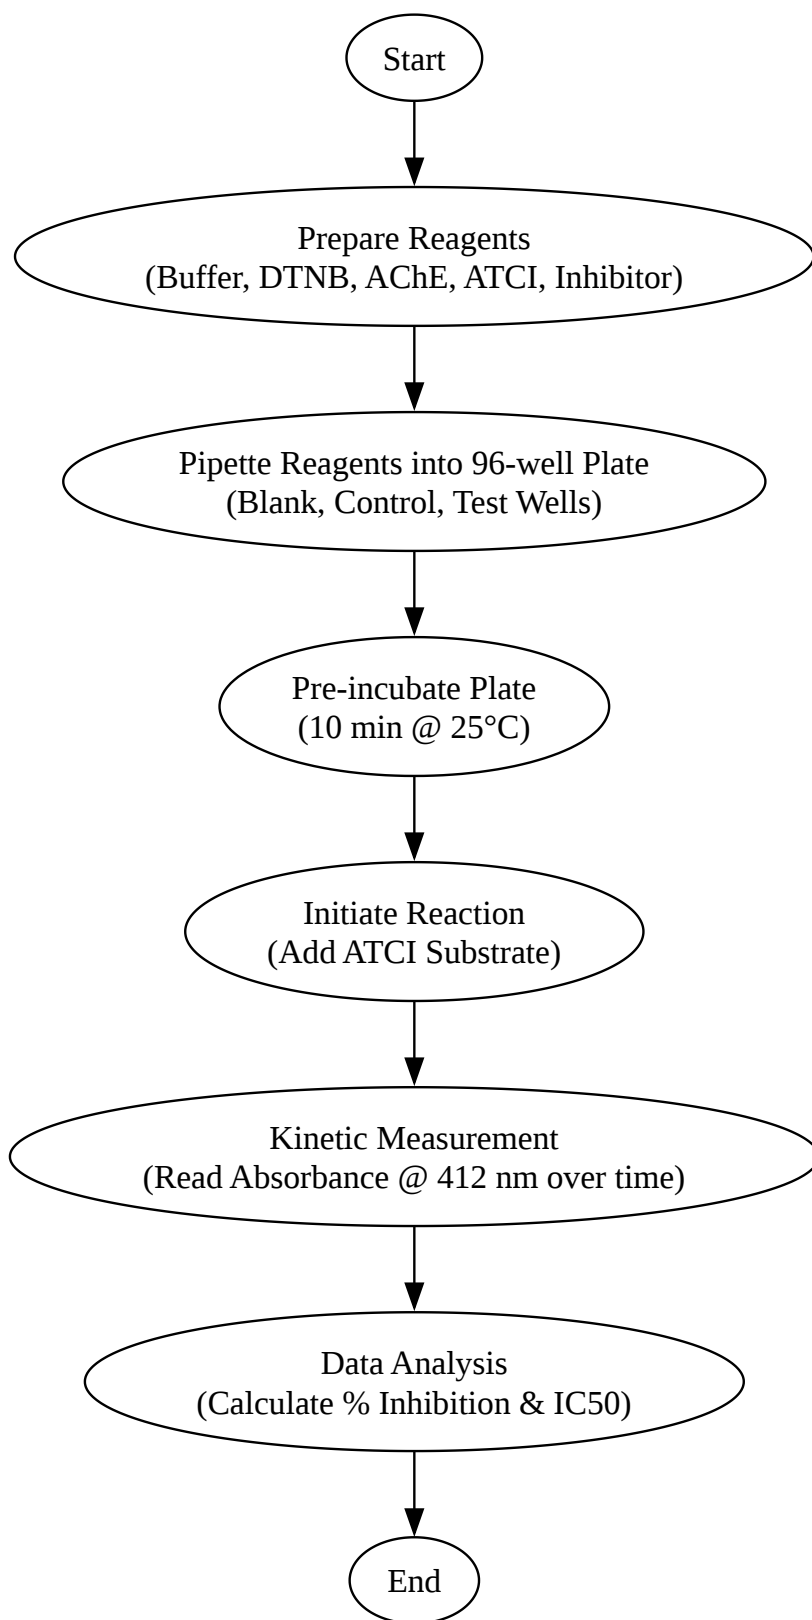 Start
Prepare Reagents
(Buffer, DTNB, AChE, ATCI, Inhibitor)
Pipette Reagents into 96-well Plate
(Blank, Control, Test Wells)
Pre-incubate Plate
(10 min @ 25°C)
Initiate Reaction
(Add ATCI Substrate)
Kinetic Measurement
(Read Absorbance @ 412 nm over time)
Data Analysis
(Calculate % Inhibition & IC50)
End